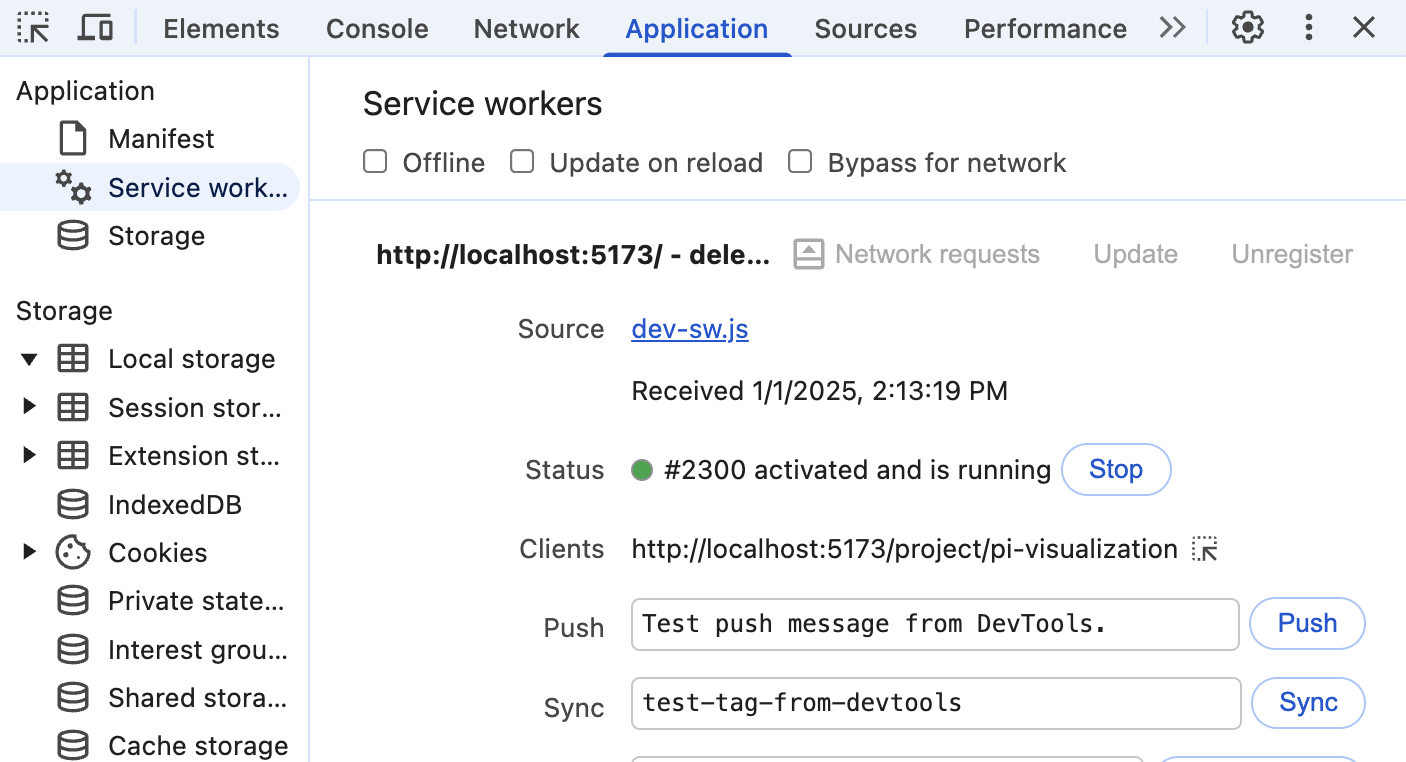 Elements Console Network Application Sources Performance
Application
Manifest
Service work...
Storage
Storage
Local storage
Session stor...
Extension st...
IndexedDB
Cookies
Private state...
Interest grou...
Shared stora...
Cache storage
Service workers
Offline Update on reload Bypass for network
http://localhost:5173/ - dele... Network requests Update Unregister
Source dev-sw.js
Received 1/1/2025, 2:13:19 PM
Status #2300 activated and is running Stop
Clients http://localhost:5173/project/pi-visualization
Push Test push message from DevTools. Push
Sync test-tag-from-devtools Sync